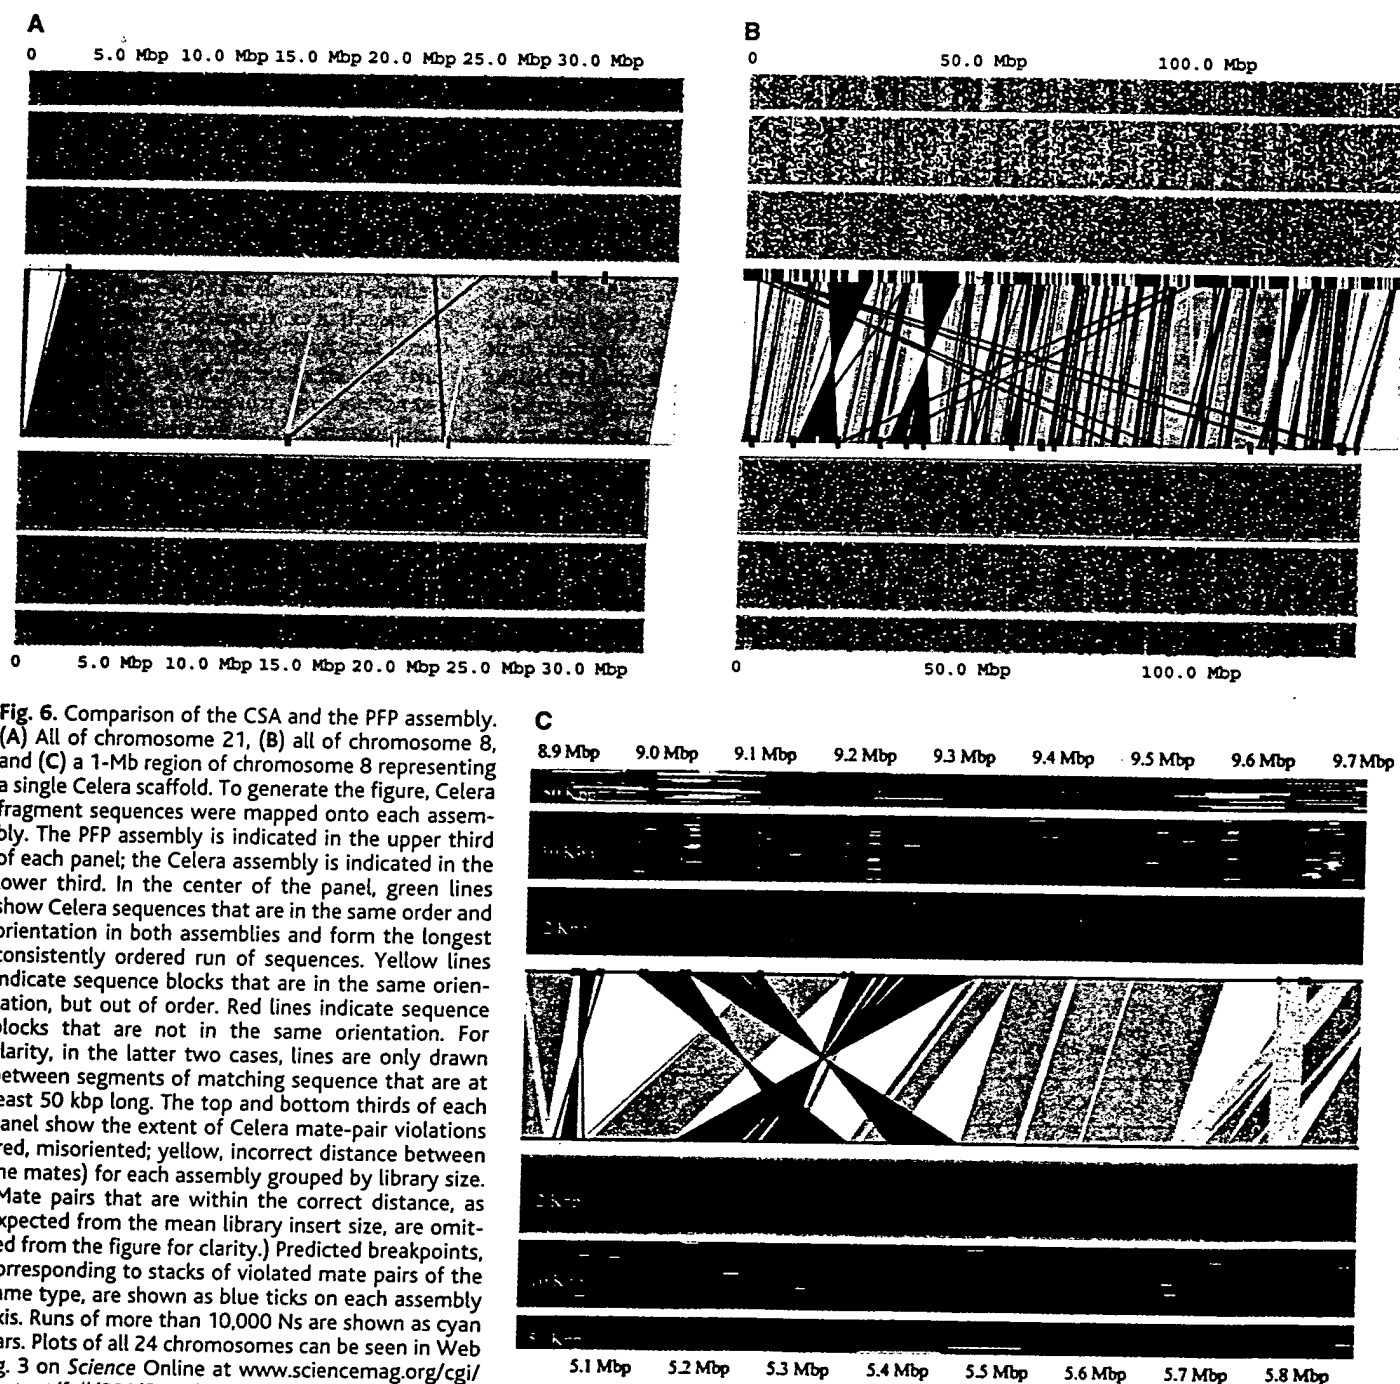 A
0 5.0 Mbp 10.0 Mbp 15.0 Mbp 20.0 Mbp 25.0 Mbp 30.0 Mbp
0 5.0 Mbp 10.0 Mbp 15.0 Mbp 20.0 Mbp 25.0 Mbp 30.0 Mbp
B
0 50.0 Mbp 100.0 Mbp
0 50.0 Mbp 100.0 Mbp
Fig. 6. Comparison of the CSA and the PFP assembly.
(A) All of chromosome 21, (B) all of chromosome 8,
and (C) a 1-Mb region of chromosome 8 representing
a single Celera scaffold. To generate the figure, Celera
fragment sequences were mapped onto each assem-
bly. The PFP assembly is indicated in the upper third
of each panel; the Celera assembly is indicated in the
ower third. In the center of the panel, green lines
show Celera sequences that are in the same order and
orientation in both assemblies and form the longest
consistently ordered run of sequences. Yellow lines
ndicate sequence blocks that are in the same orien-
ation, but out of order. Red lines indicate sequence
locks that are not in the same orientation. For
larity, in the latter two cases, lines are only drawn
etween segments of matching sequence that are at
east 50 kbp long. The top and bottom thirds of each
anel show the extent of Celera mate-pair violations
red, misoriented; yellow, incorrect distance between
he mates) for each assembly grouped by library size.
Mate pairs that are within the correct distance, as
xpected from the mean library insert size, are omit-
ed from the figure for clarity.) Predicted breakpoints,
orresponding to stacks of violated mate pairs of the
ame type, are shown as blue ticks on each assembly
xis. Runs of more than 10,000 Ns are shown as cyan
ars. Plots of all 24 chromosomes can be seen in Web
g. 3 on Science Online at www.sciencemag.org/cgi/
C
8.9 Mbp 9.0 Mbp 9.1 Mbp 9.2 Mbp 9.3 Mbp 9.4 Mbp 9.5 Mbp 9.6 Mbp 9.7 Mbp
5.1 Mbp 5.2 Mbp 5.3 Mbp 5.4 Mbp 5.5 Mbp 5.6 Mbp 5.7 Mbp 5.8 Mbp